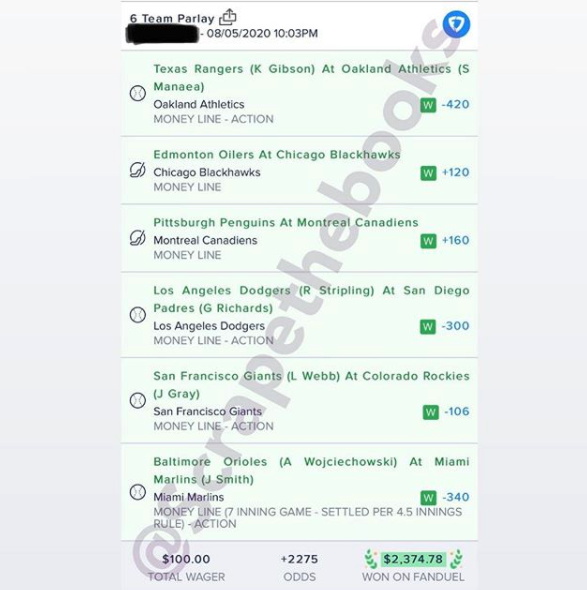 6 Team Parlay
- 08/05/2020 10:03PM
Texas Rangers (K Gibson) At Oakland Athletics (S
Manaea)
Oakland Athletics
W -420
MONEY LINE - ACTION
Edmonton Oilers At Chicago Blackhawks
Chicago Blackhawks
W +120
MONEY LINE
Pittsburgh Penguins At Montreal Canadiens
Montreal Canadiens
W +160
MONEY LINE
Los Angeles Dodgers (R Stripling) At San Diego
Padres (G Richards)
Los Angeles Dodgers
W -300
MONEY LINE - ACTION
San Francisco Giants (L Webb) At Colorado Rockies
(J Gray)
San Francisco Giants
W -106
MONEY LINE - ACTION
Baltimore Orioles (A Wojciechowski) At Miami
Marlins (J Smith)
Miami Marlins
W -340
MONEY LINE (7 INNING GAME - SETTLED PER 4.5 INNINGS
RULE) - ACTION
$100.00
TOTAL WAGER
+2275
ODDS
$2,374.78
WON ON FANDUEL
@scrapethebooks